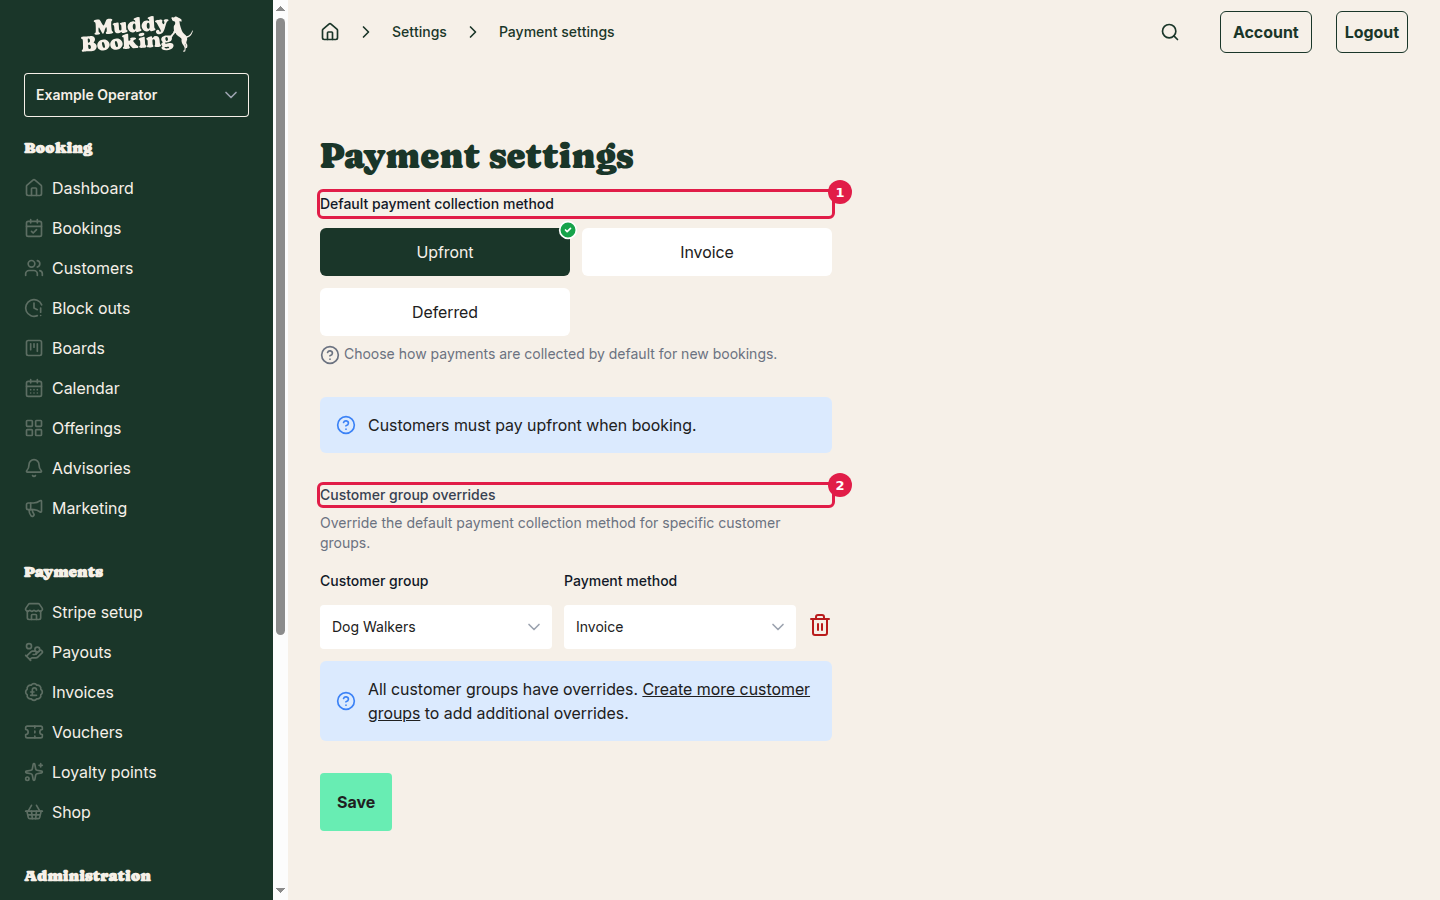 Muddy
Booking
Example Operator
Booking
Dashboard
Bookings
Customers
Block outs
Boards
Calendar
Offerings
Advisories
Marketing
Payments
Stripe setup
Payouts
Invoices
Vouchers
Loyalty points
Shop
Administration
Settings
Payment settings
Account
Logout
Payment settings
Default payment collection method
1
Upfront
Invoice
Deferred
Choose how payments are collected by default for new bookings.
Customers must pay upfront when booking.
Customer group overrides
2
Override the default payment collection method for specific customer
groups.
Customer group
Payment method
Dog Walkers
Invoice
All customer groups have overrides. Create more customer
groups to add additional overrides.
Save